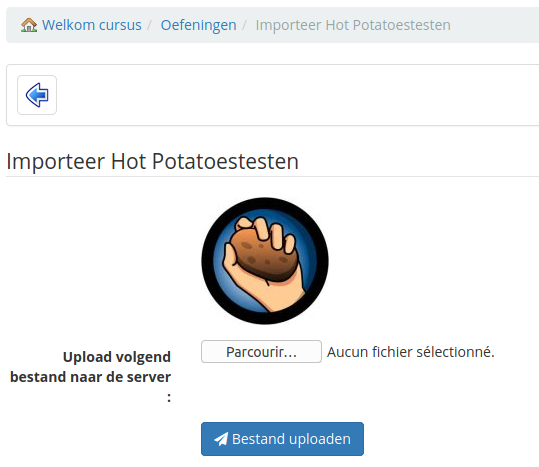 Welkom cursus / Oefeningen / Importeer Hot Potatoestesten
Importeer Hot Potatoestesten
Upload volgend
bestand naar de server
:
Parcourir... Aucun fichier sélectionné.
Bestand uploaden